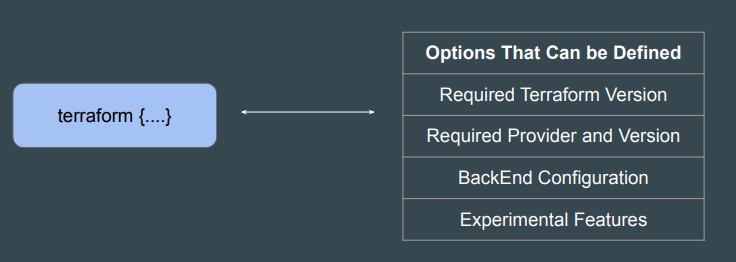 terraform {....}
Options That Can be Defined
Required Terraform Version
Required Provider and Version
BackEnd Configuration
Experimental Features